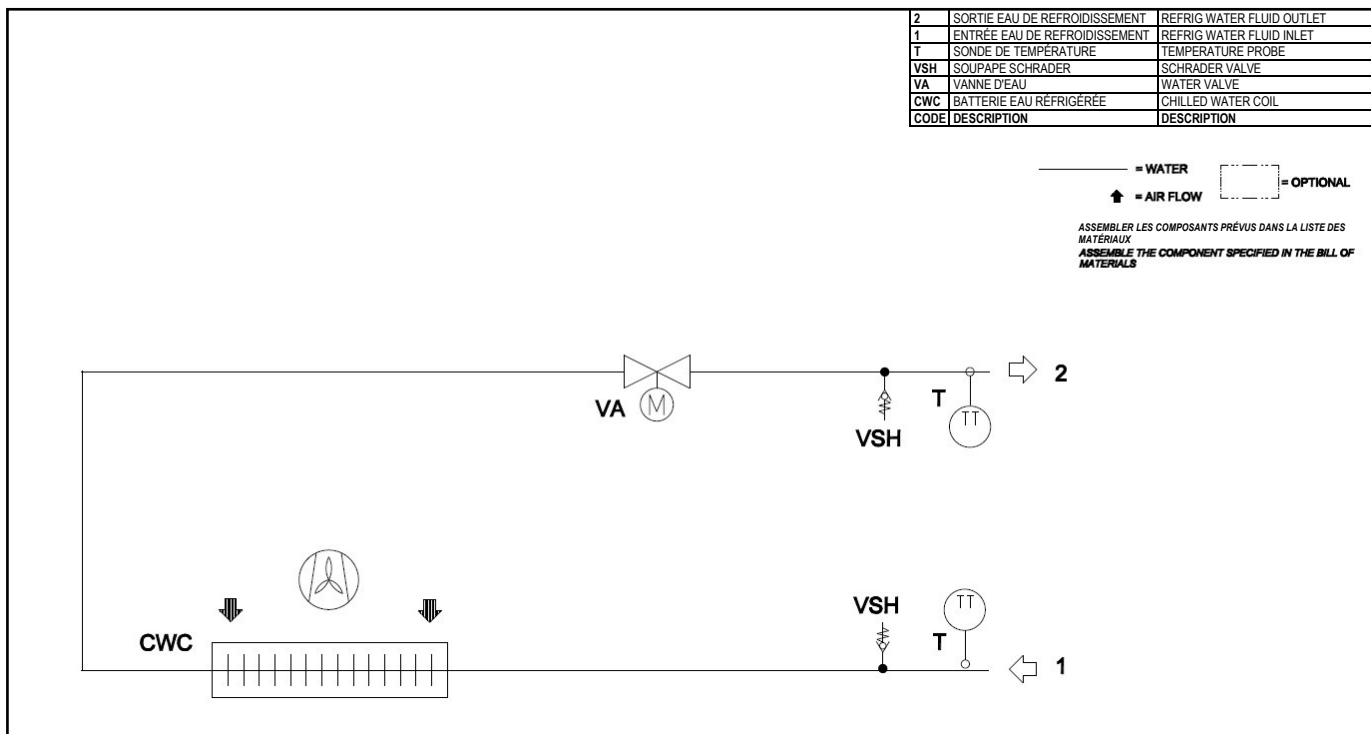 2 SORTIE EAU DE REFROIDISSEMENT REFRIG WATER FLUID OUTLET
1 ENTRÉE EAU DE REFROIDISSEMENT REFRIG WATER FLUID INLET
T SONDE DE TEMPÉRATURE TEMPERATURE PROBE
VSH SOUPAPE SCHRADER SCHRADER VALVE
VA VANNE D'EAU WATER VALVE
CWC BATTERIE EAU RÉFRIGÉRÉE CHILLED WATER COIL
CODE DESCRIPTION DESCRIPTION
= WATER
= OPTIONAL
= AIR FLOW
ASSEMBLER LES COMPOSANTS PRÉVUS DANS LA LISTE DES
MATÉRIAUX
ASSEMBLE THE COMPONENT SPECIFIED IN THE BILL OF
MATERIALS
2
VA M
T
TT
VSH
VSH
TT
T
CWC
1